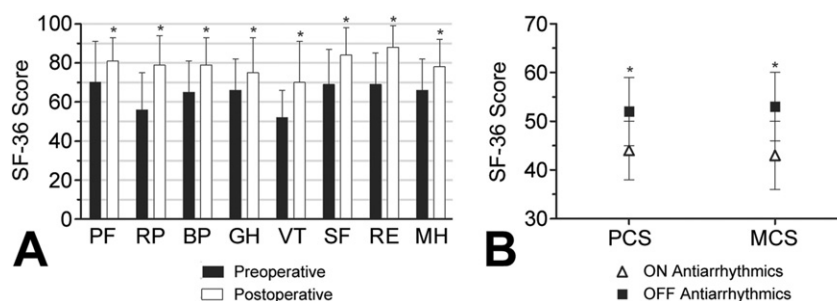 100
80
60
40
20
0
SF-36 Score
* * * * * * * *
PF RP BP GH VT SF RE MH
A
Preoperative
Postoperative
70
60
50
40
30
SF-36 Score
* *
PCS MCS
B
ON Antiarrhythmics
OFF Antiarrhythmics